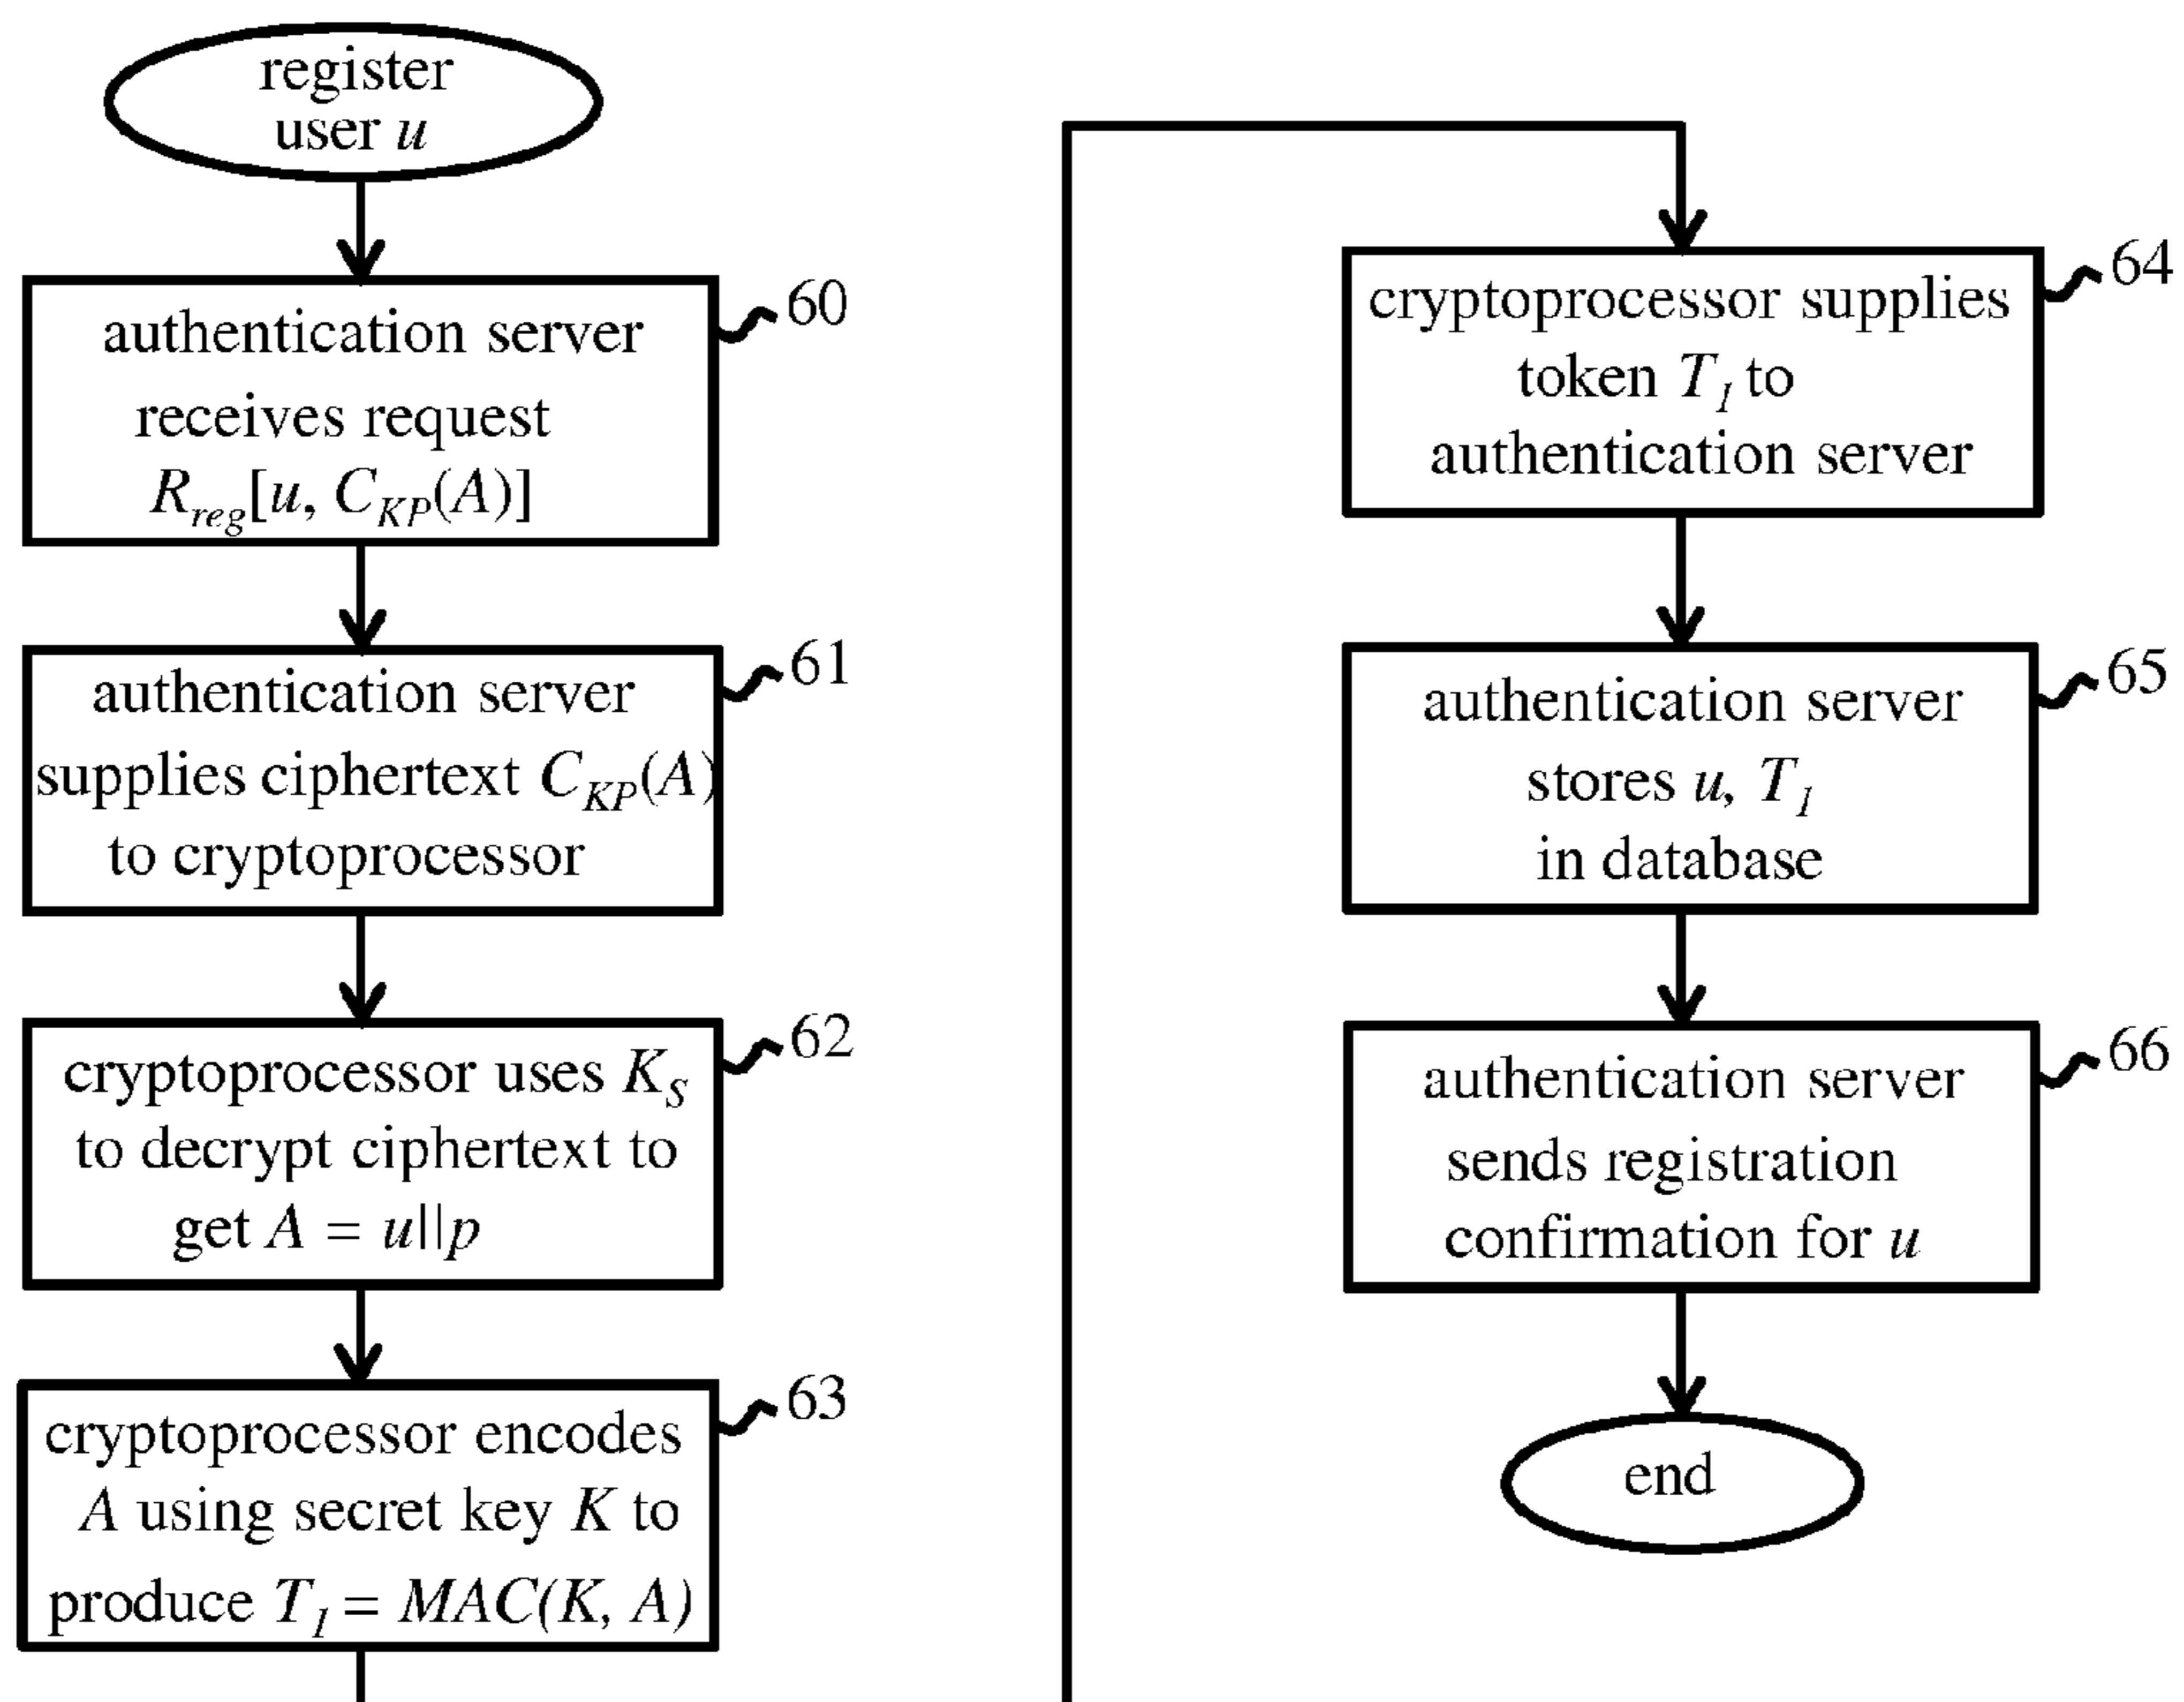 register
user u
60
authentication server
receives request
R_reg[u, C_KP(A)]
61
authentication server
supplies ciphertext C_KP(A)
to cryptoprocessor
62
cryptoprocessor uses K_S
to decrypt ciphertext to
get A = u||p
63
cryptoprocessor encodes
A using secret key K to
produce T_1 = MAC(K, A)
64
cryptoprocessor supplies
token T_1 to
authentication server
65
authentication server
stores u, T_1
in database
66
authentication server
sends registration
confirmation for u
end